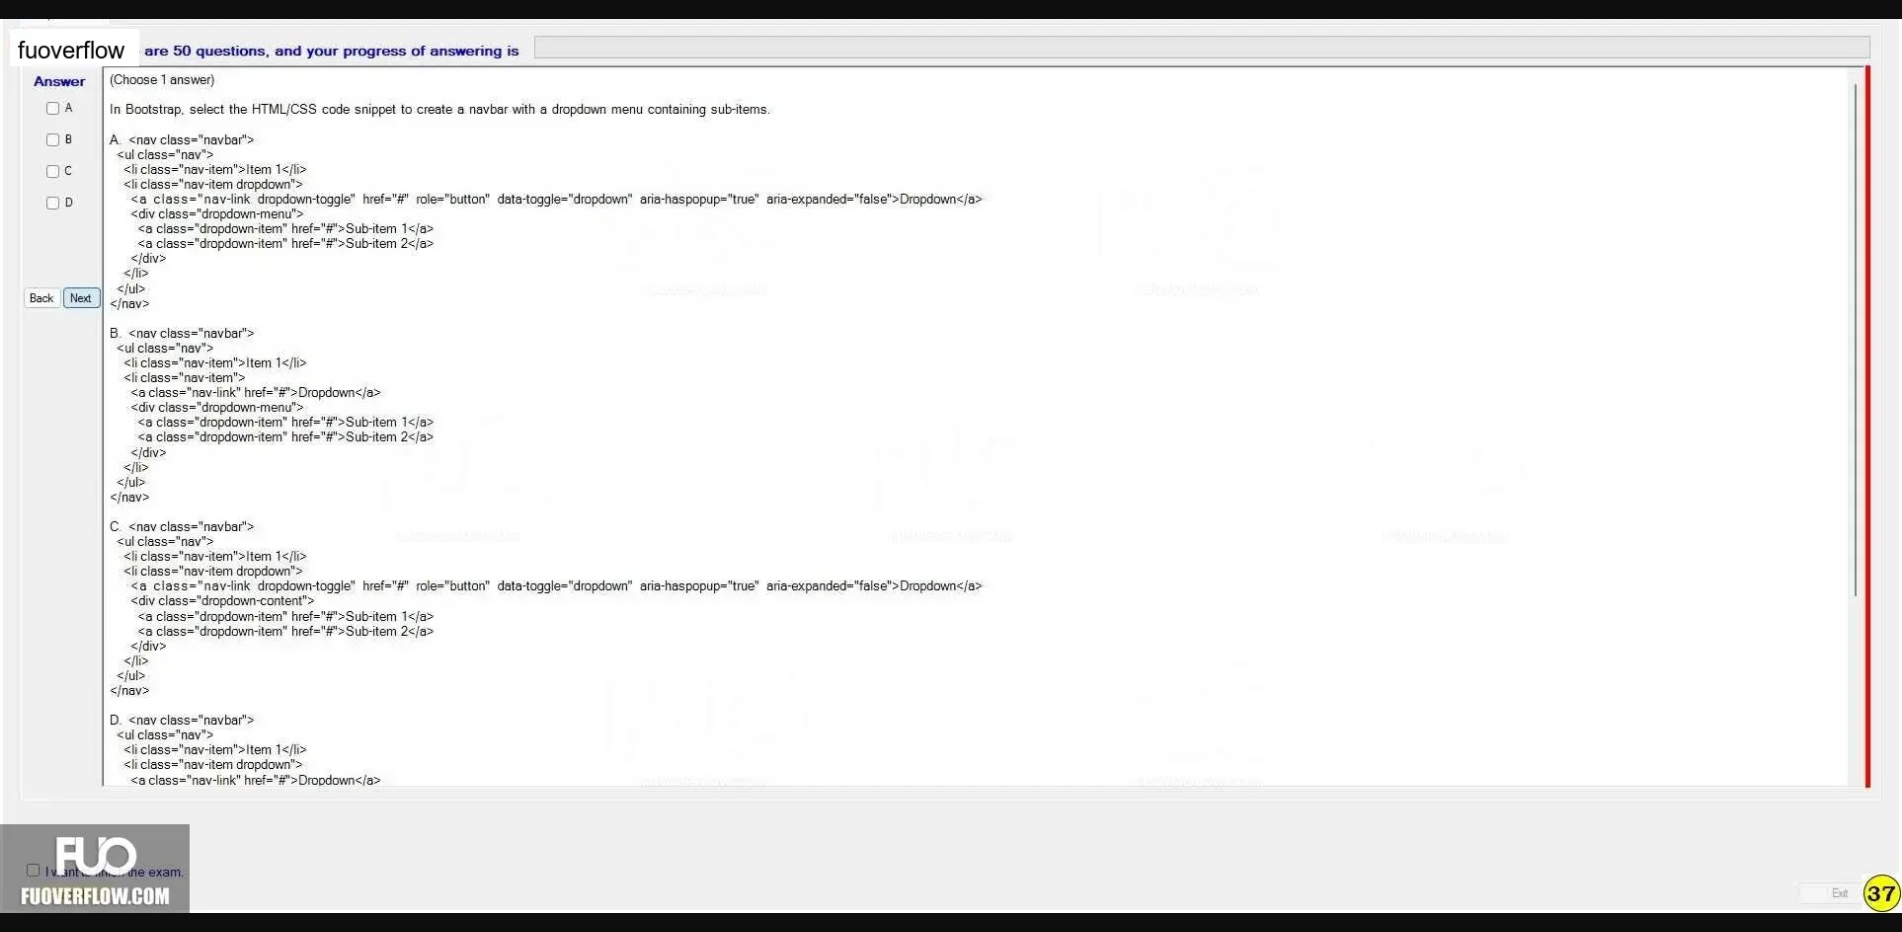 fuoverflow are 50 questions, and your progress of answering is
Answer
(Choose 1 answer)
A
In Bootstrap, select the HTML/CSS code snippet to create a navbar with a dropdown menu containing sub-items.
B
C
D
Back Next
A. <nav class="navbar">
<ul class="nav">
<li class="nav-item">Item 1</li>
<li class="nav-item dropdown">
<a class="nav-link dropdown-toggle" href="#" role="button" data-toggle="dropdown" aria-haspopup="true" aria-expanded="false">Dropdown</a>
<div class="dropdown-menu">
<a class="dropdown-item" href="#">Sub-item 1</a>
<a class="dropdown-item" href="#">Sub-item 2</a>
</div>
</li>
</ul>
</nav>
B. <nav class="navbar">
<ul class="nav">
<li class="nav-item">Item 1</li>
<li class="nav-item">
<a class="nav-link" href="#">Dropdown</a>
<div class="dropdown-menu">
<a class="dropdown-item" href="#">Sub-item 1</a>
<a class="dropdown-item" href="#">Sub-item 2</a>
</div>
</li>
</ul>
</nav>
C. <nav class="navbar">
<ul class="nav">
<li class="nav-item">Item 1</li>
<li class="nav-item dropdown">
<a class="nav-link dropdown-toggle" href="#" role="button" data-toggle="dropdown" aria-haspopup="true" aria-expanded="false">Dropdown</a>
<div class="dropdown-content">
<a class="dropdown-item" href="#">Sub-item 1</a>
<a class="dropdown-item" href="#">Sub-item 2</a>
</div>
</li>
</ul>
</nav>
D. <nav class="navbar">
<ul class="nav">
<li class="nav-item">Item 1</li>
<li class="nav-item dropdown">
<a class="nav-link" href="#">Dropdown</a>
FUO
I want the exam.
FUOVERFLOW.COM
Exit 37